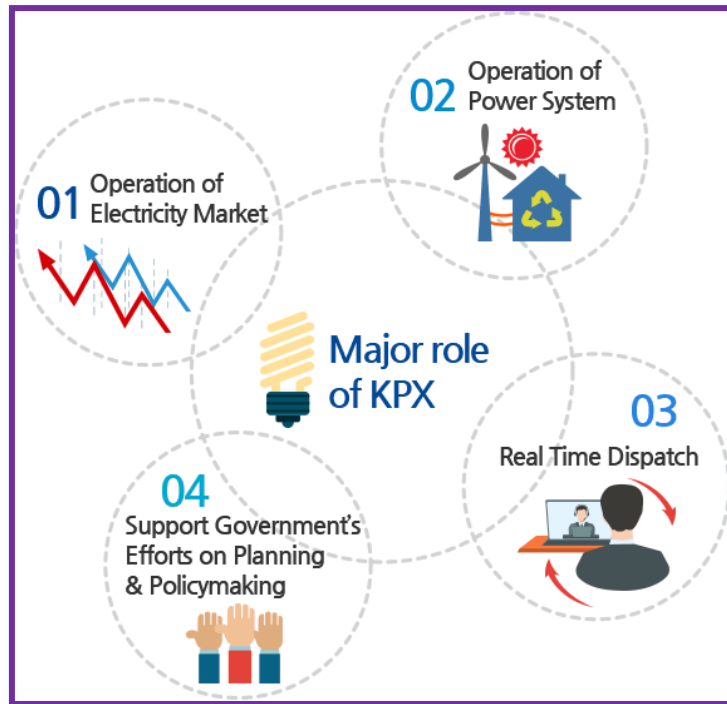 01
Operation of
Electricity Market
02
Operation of
Power System
Major role
of KPX
03
Real Time Dispatch
04
Support Government's
Efforts on Planning
& Policymaking